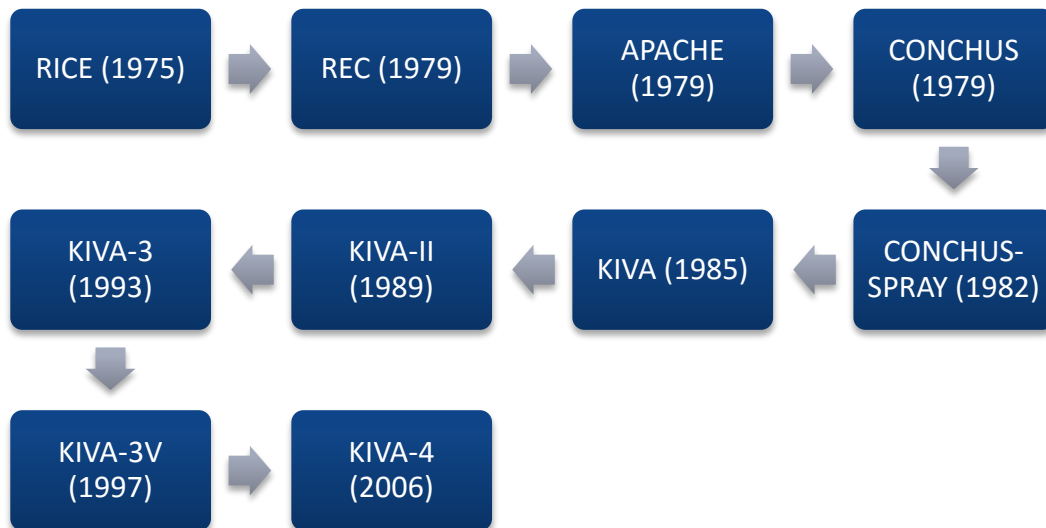 RICE (1975)
REC (1979)
APACHE
(1979)
CONCHUS
(1979)
CONCHUS-
SPRAY (1982)
KIVA (1985)
KIVA-II
(1989)
KIVA-3
(1993)
KIVA-3V
(1997)
KIVA-4
(2006)